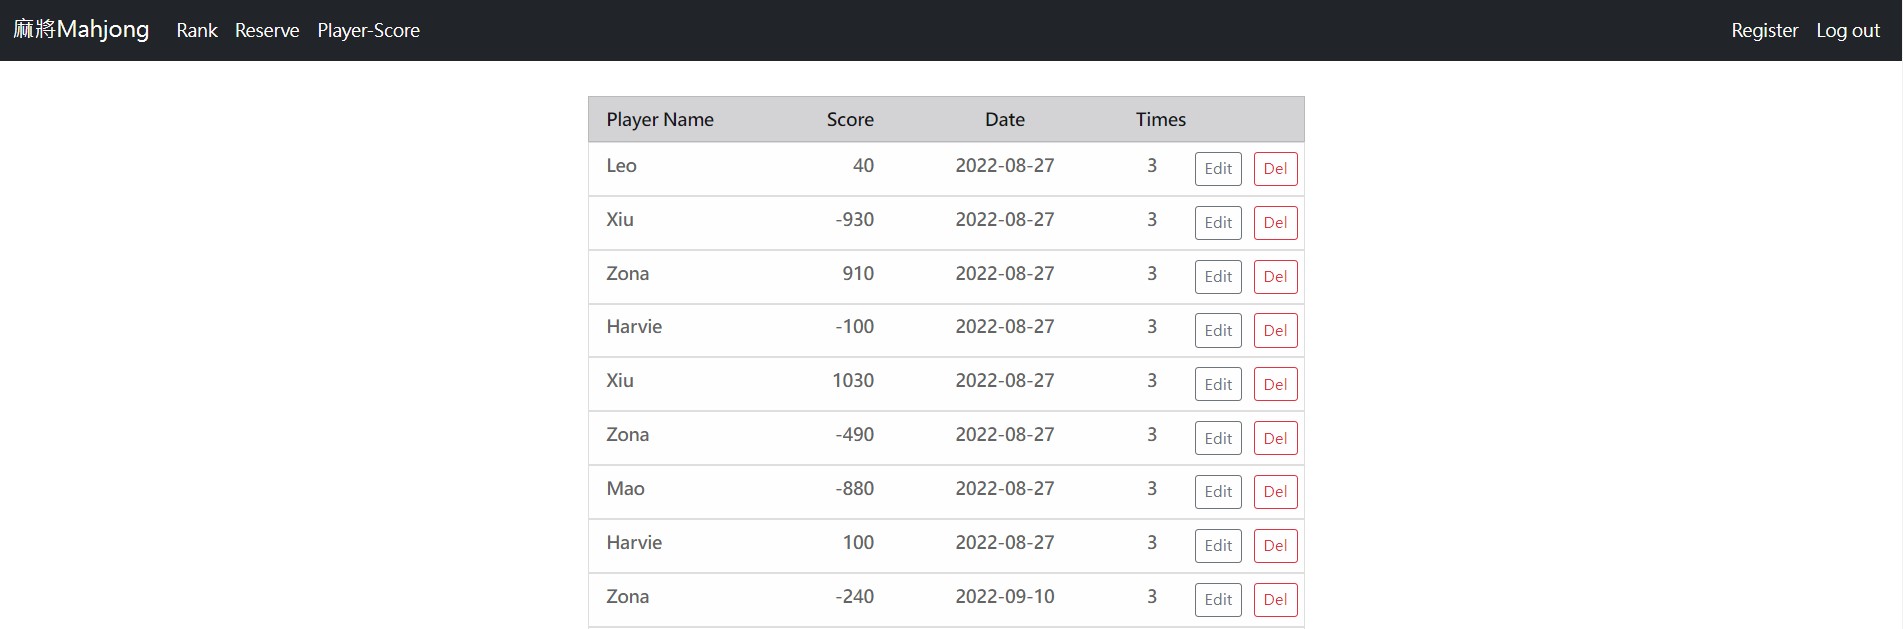 麻將Mahjong Rank Reserve Player-Score Register Log out
Player Name Score Date Times
Leo 40 2022-08-27 3 Edit Del
Xiu -930 2022-08-27 3 Edit Del
Zona 910 2022-08-27 3 Edit Del
Harvie -100 2022-08-27 3 Edit Del
Xiu 1030 2022-08-27 3 Edit Del
Zona -490 2022-08-27 3 Edit Del
Mao -880 2022-08-27 3 Edit Del
Harvie 100 2022-08-27 3 Edit Del
Zona -240 2022-09-10 3 Edit Del